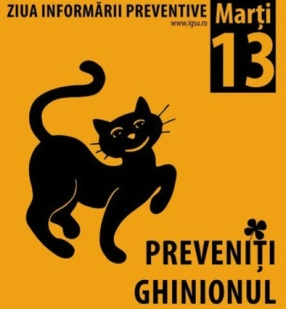 ZIUA INFORMĂRII PREVENTIVE
www.igsu.ro
Marți
13
PREVENIȚI
GHINIONUL